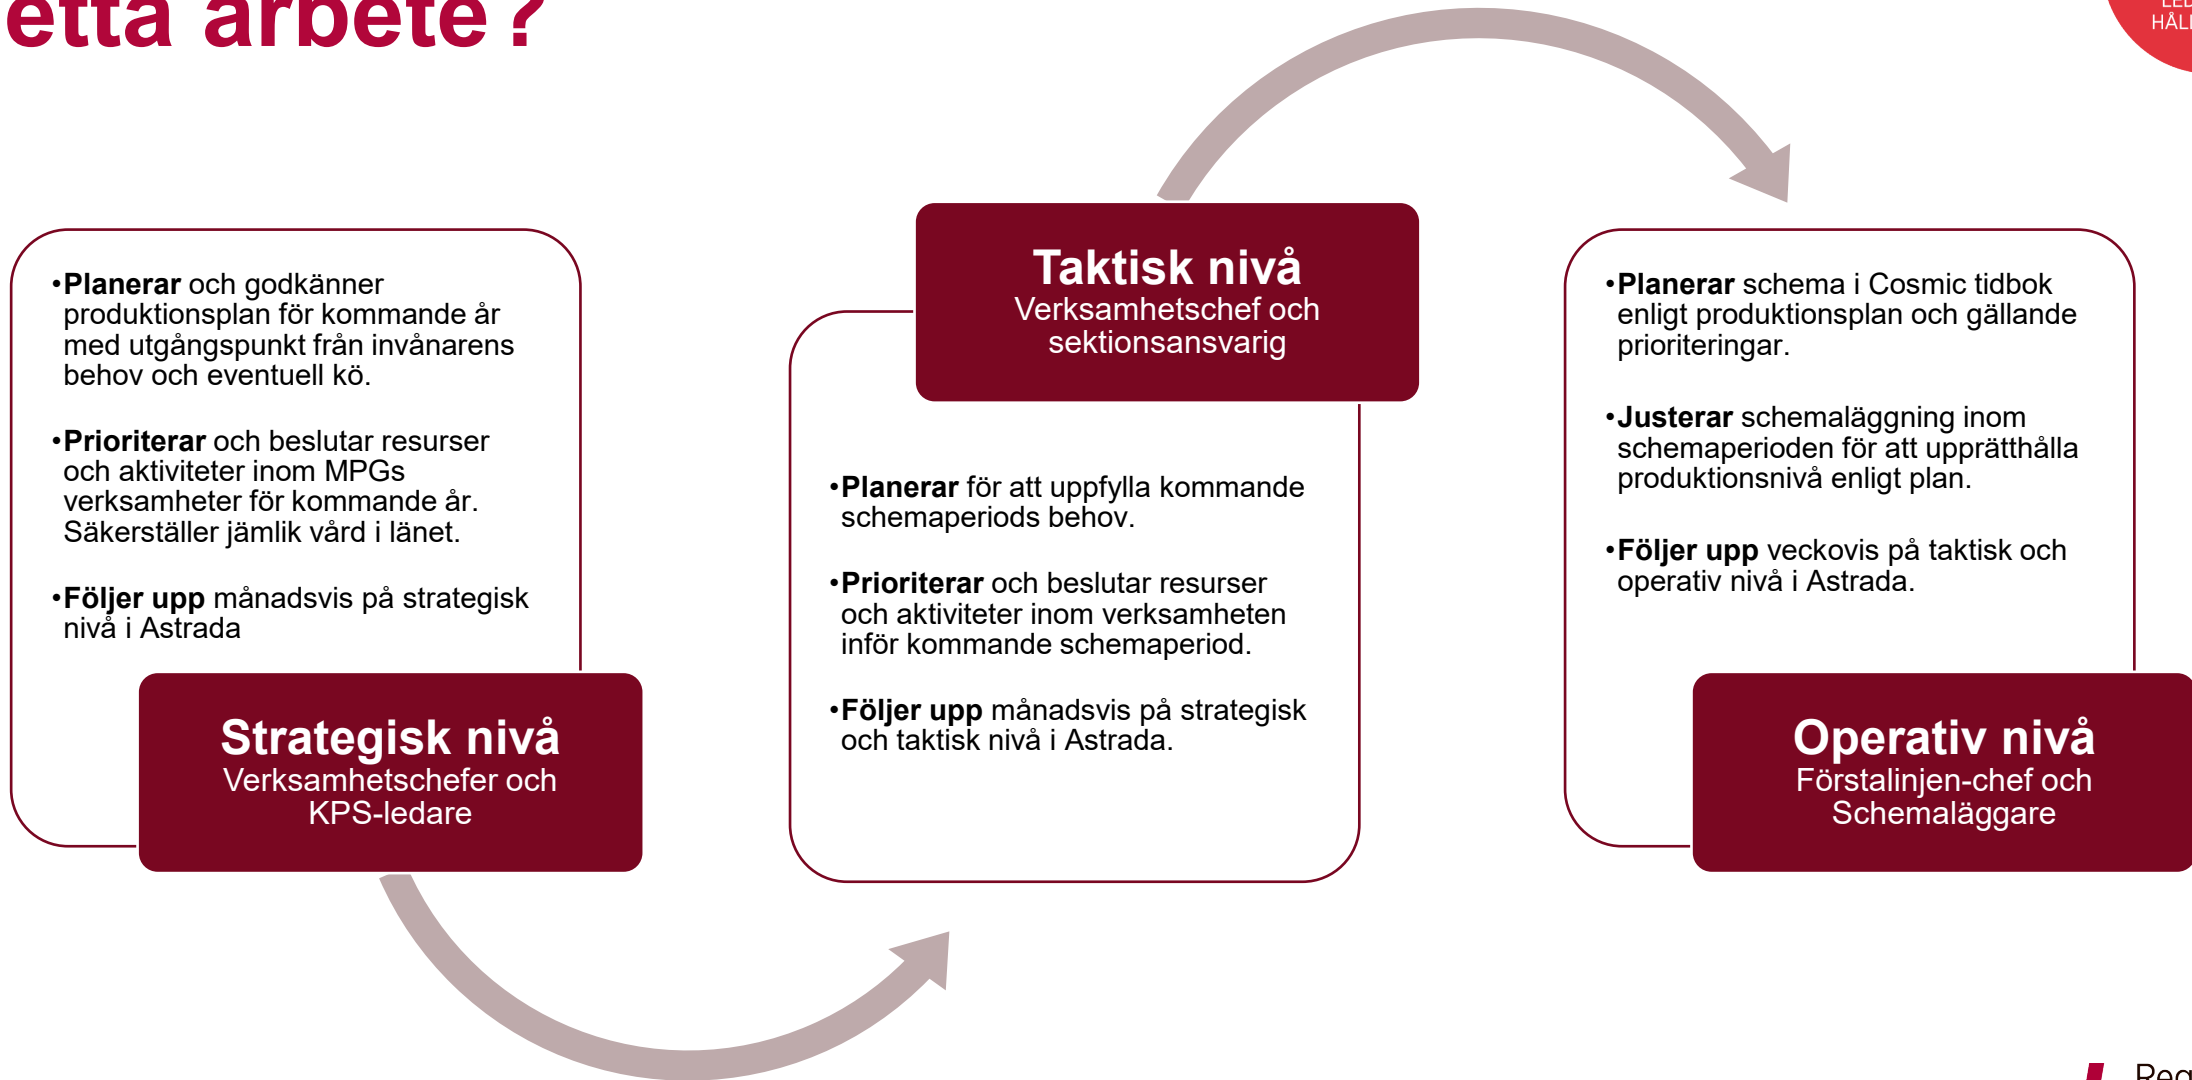 etta arbete?
HÅLL
•Planerar och godkänner
produktionsplan för kommande år
med utgångspunkt från invånarens
behov och eventuell kö.
•Prioriterar och beslutar resurser
och aktiviteter inom MPGs
verksamheter för kommande år.
Säkerställer jämlik vård i länet.
•Följer upp månadsvis på strategisk
nivå i Astrada
Strategisk nivå
Verksamhetschefer och
KPS-ledare
Taktisk nivå
Verksamhetschef och
sektionsansvarig
•Planerar för att uppfylla kommande
schemaperiods behov.
•Prioriterar och beslutar resurser
och aktiviteter inom verksamheten
inför kommande schemaperiod.
•Följer upp månadsvis på strategisk
och taktisk nivå i Astrada.
•Planerar schema i Cosmic tidbok
enligt produktionsplan och gällande
prioriteringar.
•Justerar schemaläggning inom
schemaperioden för att upprätthålla
produktionsnivå enligt plan.
•Följer upp veckovis på taktisk och
operativ nivå i Astrada.
Operativ nivå
Förstalinjen-chef och
Schemaläggare